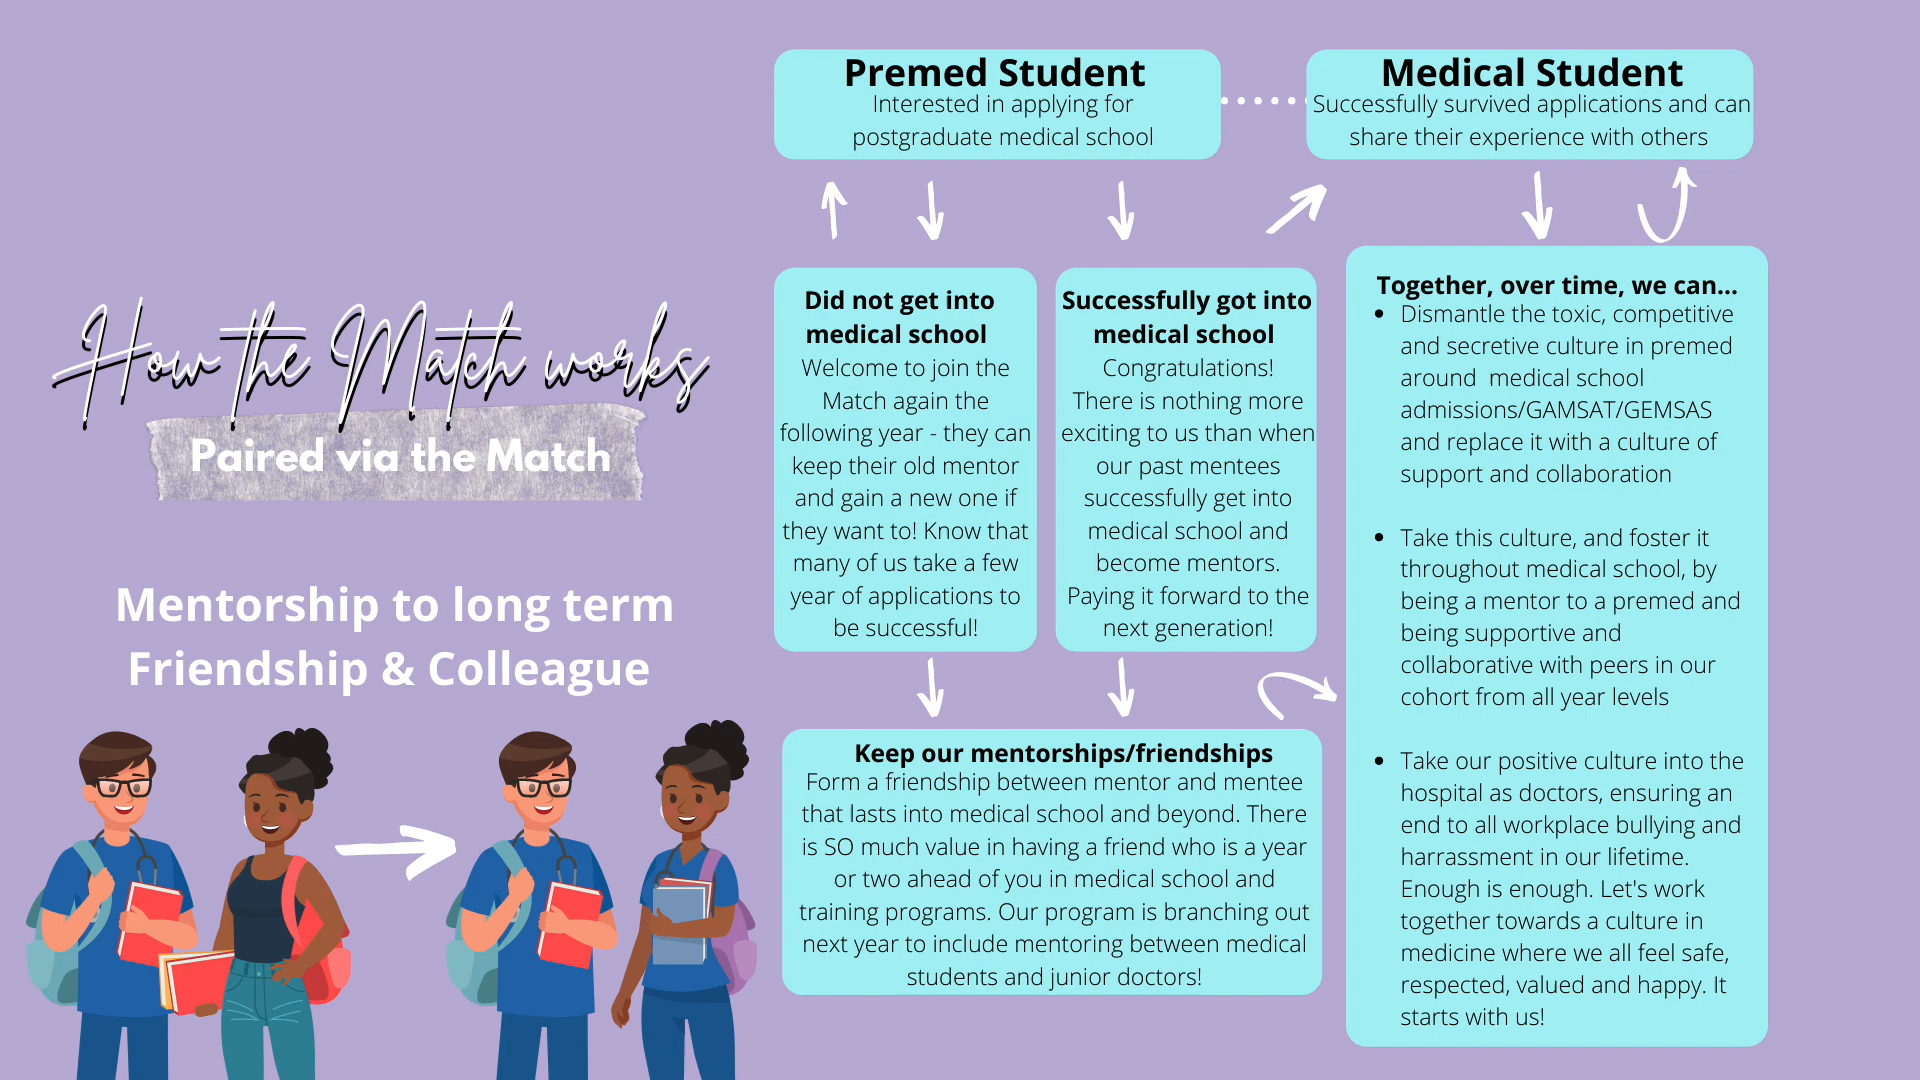 How the Match works
Paired via the Match
Mentorship to long term
Friendship & Colleague
Premed Student
Interested in applying for
postgraduate medical school
Medical Student
Successfully survived applications and can
share their experience with others
Did not get into
medical school
Welcome to join the
Match again the
following year - they can
keep their old mentor
and gain a new one if
they want to! Know that
many of us take a few
year of applications to
be successful!
Successfully got into
medical school
Congratulations!
There is nothing more
exciting to us than when
our past mentees
successfully get into
medical school and
become mentors.
Paying it forward to the
next generation!
Keep our mentorships/friendships
Form a friendship between mentor and mentee
that lasts into medical school and beyond. There
is SO much value in having a friend who is a year
or two ahead of you in medical school and
training programs. Our program is branching out
next year to include mentoring between medical
students and junior doctors!
Together, over time, we can...
• Dismantle the toxic, competitive
and secretive culture in premed
around medical school
admissions/GAMSAT/GEMSAS
and replace it with a culture of
support and collaboration
• Take this culture, and foster it
throughout medical school, by
being a mentor to a premed and
being supportive and
collaborative with peers in our
cohort from all year levels
• Take our positive culture into the
hospital as doctors, ensuring an
end to all workplace bullying and
harrassment in our lifetime.
Enough is enough. Let's work
together towards a culture in
medicine where we all feel safe,
respected, valued and happy. It
starts with us!